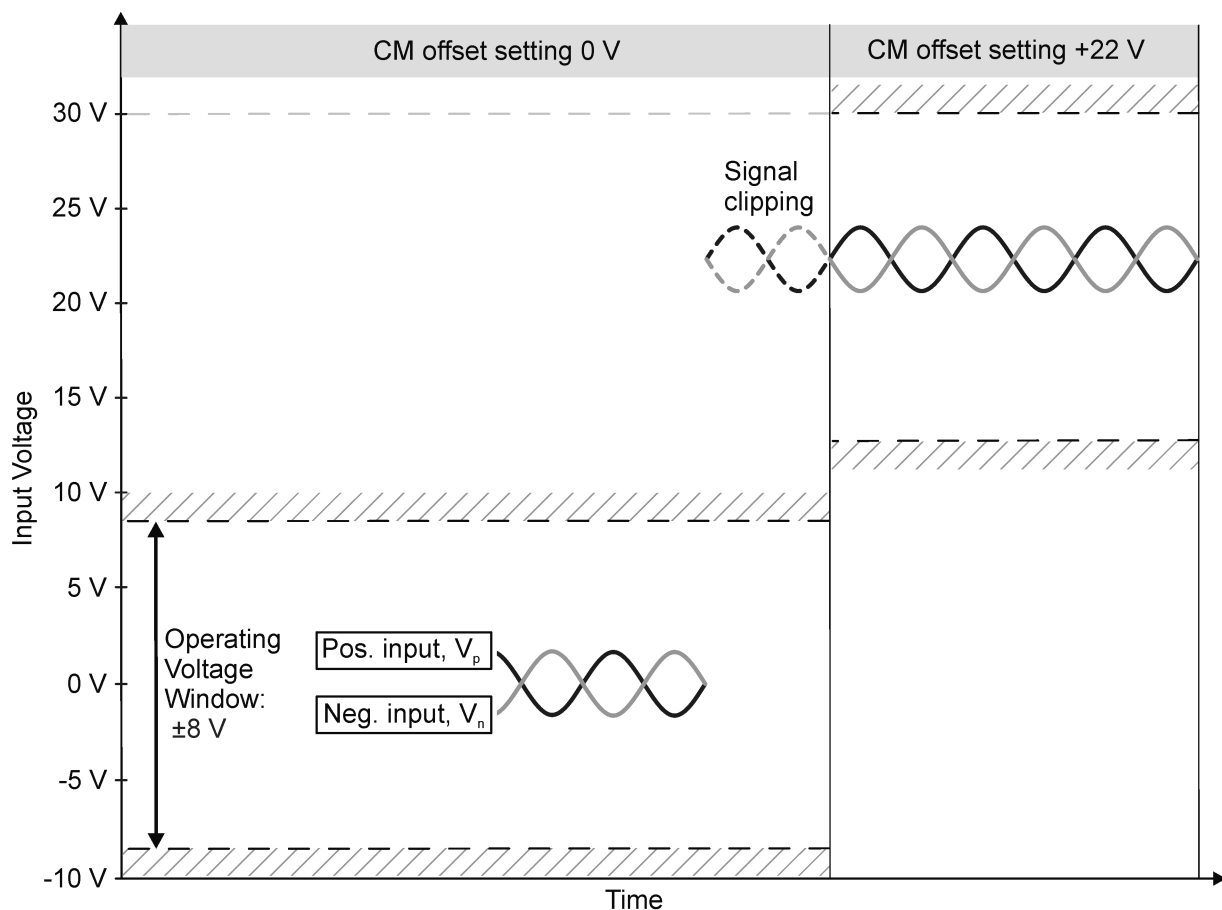 CM offset setting 0 V
CM offset setting +22 V
30 V
25 V
20 V
15 V
10 V
5 V
0 V
-5 V
-10 V
Input Voltage
Signal
clipping
Operating
Voltage
Window:
±8 V
Pos. input, Vp
Neg. input, Vn
Time